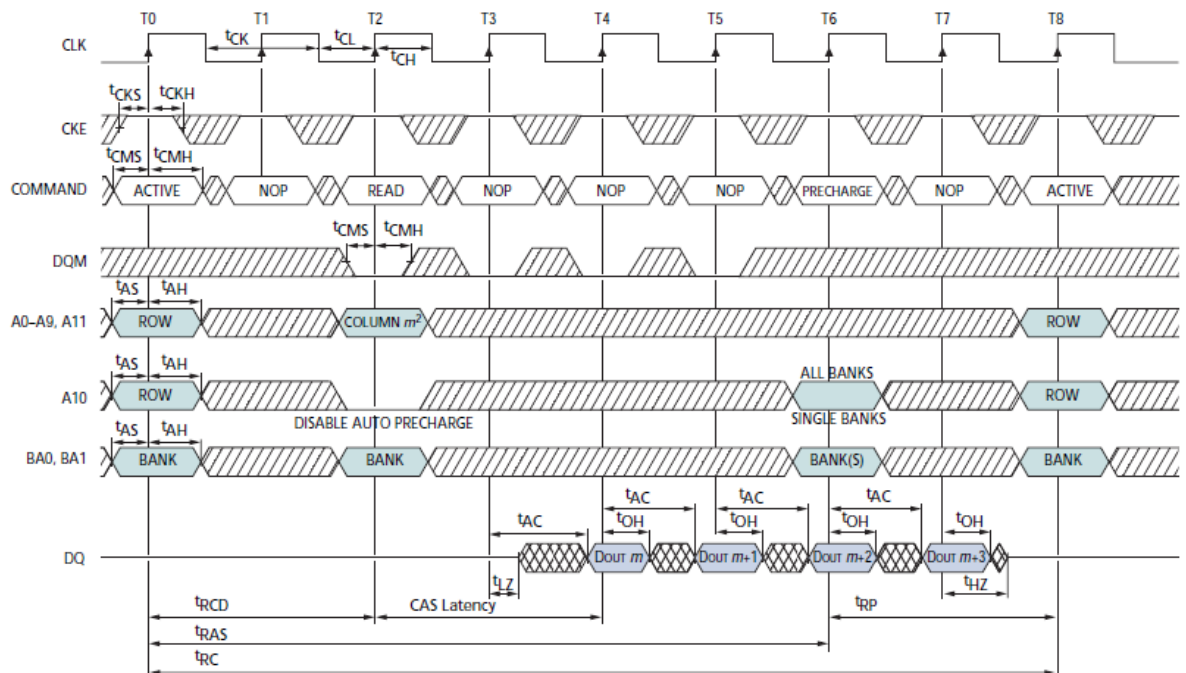 T0 T1 T2 T3 T4 T5 T6 T7 T8
CLK
tCK tCL
tCH
tCKS tCKH
CKE
tCMS tCMH
COMMAND ACTIVE NOP READ NOP NOP NOP PRECHARGE NOP ACTIVE
tCMS tCMH
DQM
tAS tAH
A0–A9, A11 ROW COLUMN m² ROW
tAS tAH ALL BANKS
A10 ROW ROW
DISABLE AUTO PRECHARGE SINGLE BANKS
tAS tAH
BA0, BA1 BANK BANK BANK(S) BANK
tAC tAC tAC tAC
tOH tOH tOH tOH
DQ DOUT m DOUT m+1 DOUT m+2 DOUT m+3
tLZ tHZ
tRCD CAS Latency tRP
tRAS
tRC